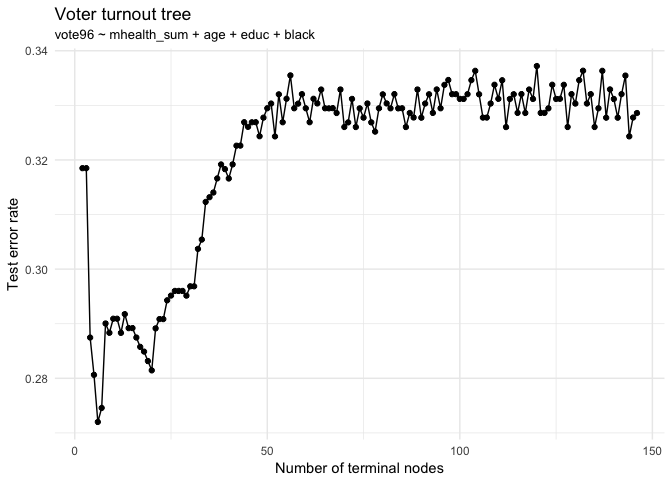 Voter turnout tree
vote96 ~ mhealth_sum + age + educ + black
0.34
0.32
0.30
0.28
Test error rate
0 50 100 150
Number of terminal nodes